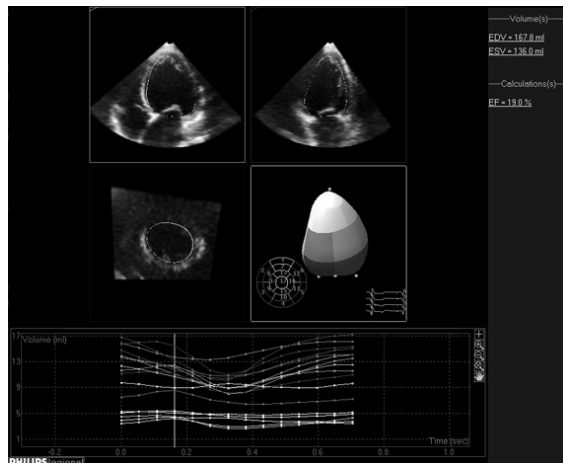 Volume(s)
EDV = 167.8 ml
ESV = 136.0 ml
Calculations(s)
EF = 19.0 %
17
Volume (ml)
13
9
5
1
Time (sec)
-0.2
0.0
0.2
0.4
0.6
0.8
1.0
PHILIPS Regional